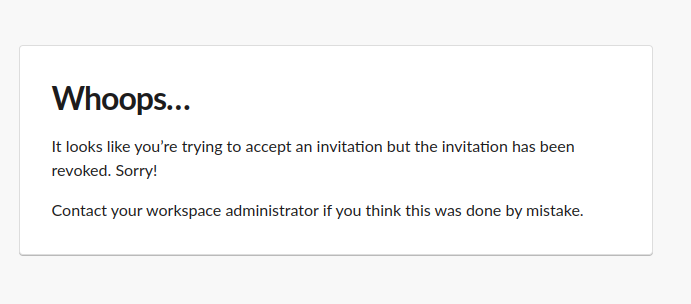 Whoops…
It looks like you’re trying to accept an invitation but the invitation has been
revoked. Sorry!
Contact your workspace administrator if you think this was done by mistake.